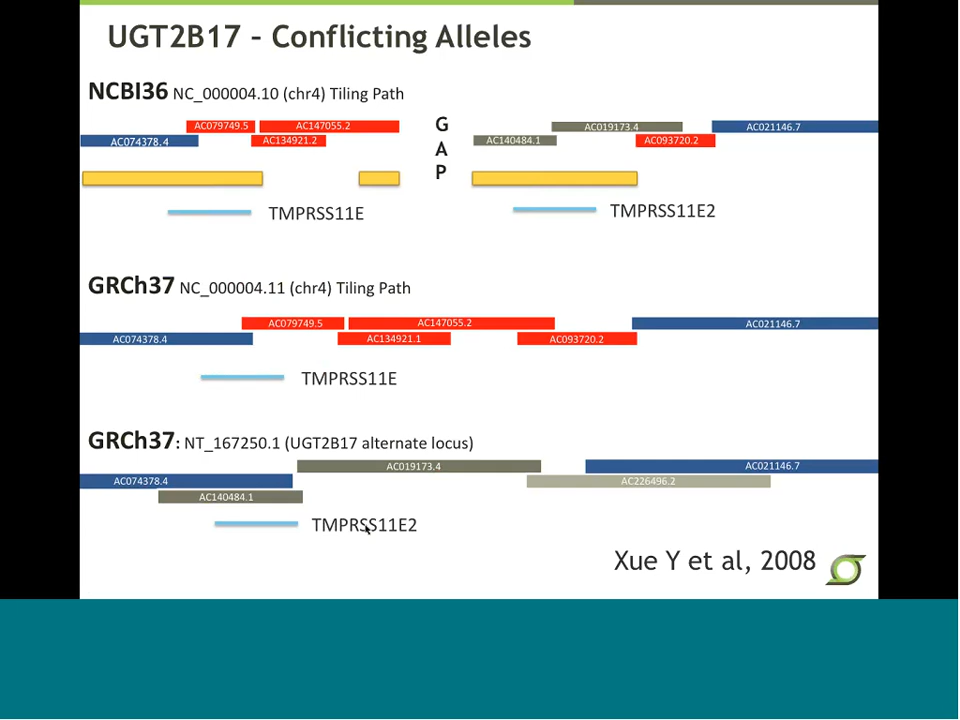 UGT2B17 – Conflicting Alleles
NCBI36 NC_000004.10 (chr4) Tiling Path
AC079749.5 AC147055.2
AC074378.4 AC134921.2
G
A
P
AC019173.4 AC021146.7
AC140484.1 AC093720.2
TMPRSS11E
TMPRSS11E2
GRCh37 NC_000004.11 (chr4) Tiling Path
AC079749.5 AC147055.2 AC021146.7
AC074378.4 AC134921.1 AC093720.2
TMPRSS11E
GRCh37: NT_167250.1 (UGT2B17 alternate locus)
AC019173.4 AC021146.7
AC074378.4 AC226496.2
AC140484.1
TMPRSS11E2
Xue Y et al, 2008